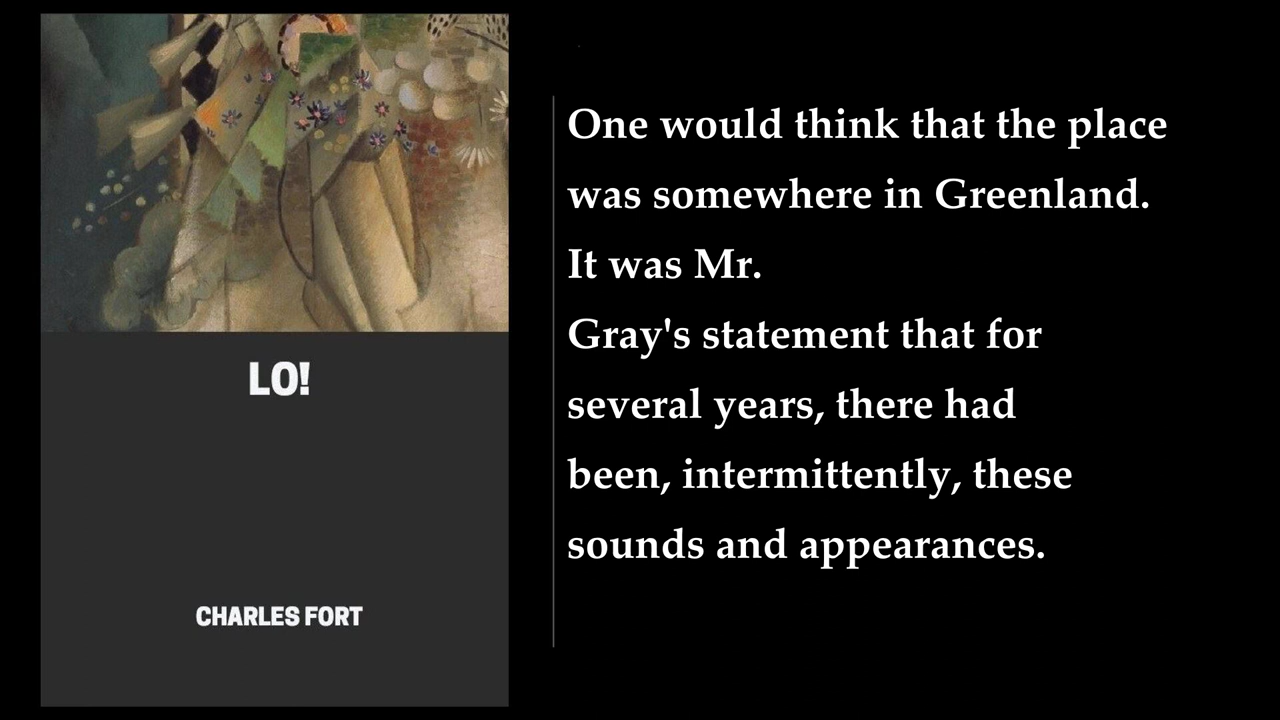 LO!
CHARLES FORT
One would think that the place
was somewhere in Greenland.
It was Mr.
Gray's statement that for
several years, there had
been, intermittently, these
sounds and appearances.